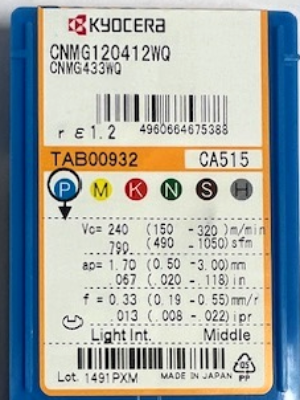 KYOCERA
CNMG120412WQ
CNMG433WQ
r ε 1.2 4960664675388
TAB00932 CA515
P M K N S H
Vc= 240 (150 -320) m/min
790 (490 -1050) sfm
ap= 1.70 (0.50 -3.00)mm
.067 (.020 -.118)in
f = 0.33 (0.19 -0.55)mm/r
.013 (.008 -.022)ipr
Light Int. Middle
Lot. 1491PXM MADE IN JAPAN 05
PP